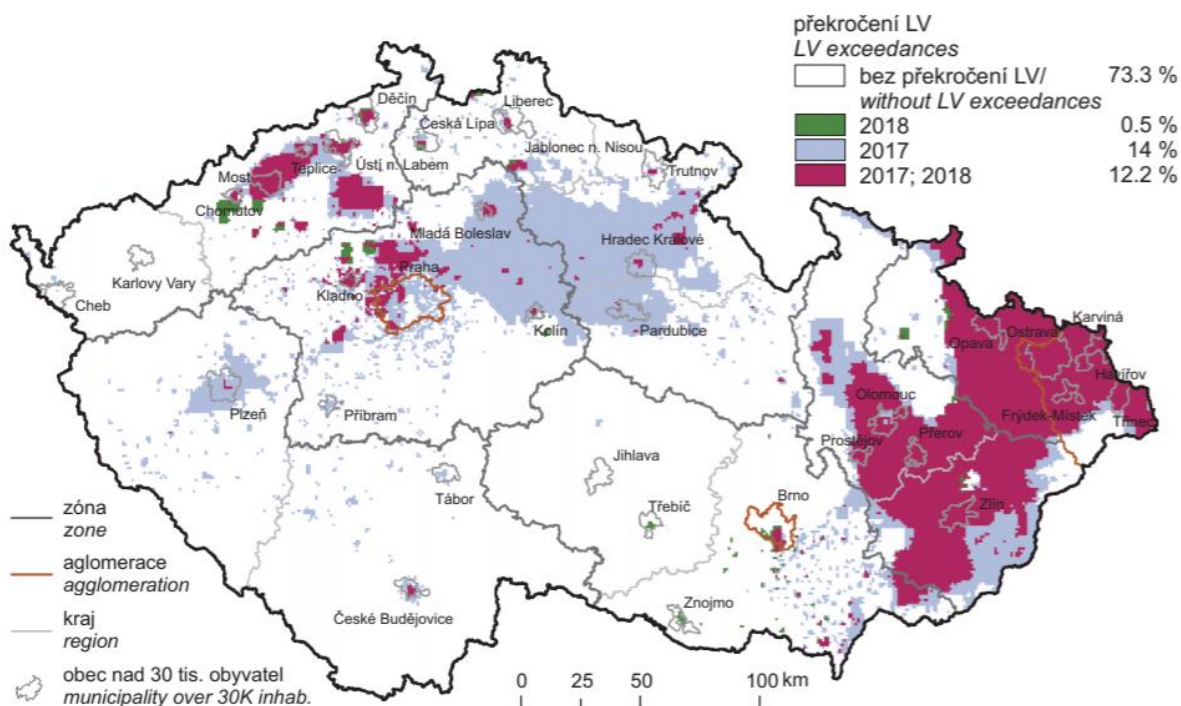 překročení LV
LV exceedances
bez překročení LV/ 73.3 %
without LV exceedances
2018 0.5 %
2017 14 %
2017; 2018 12.2 %
Děčín
Liberec
Česká Lípa
Jablonec n. Nisou
Teplice
Ústí n. Labem
Most
Trutnov
Chomutov
Mladá Boleslav
Hradec Králové
Karlovy Vary
Praha
Cheb
Kladno
Kolín
Pardubice
Karviná
Ostrava
Opava
Havířov
Plzeň
Příbram
Olomouc
Frýdek-Místek
Třinec
Prostějov
Přerov
Jihlava
Tábor
Brno
Zlín
Třebíč
České Budějovice
Znojmo
zóna
zone
aglomerace
agglomeration
kraj
region
obec nad 30 tis. obyvatel
municipality over 30K inhab.
0 25 50 100 km